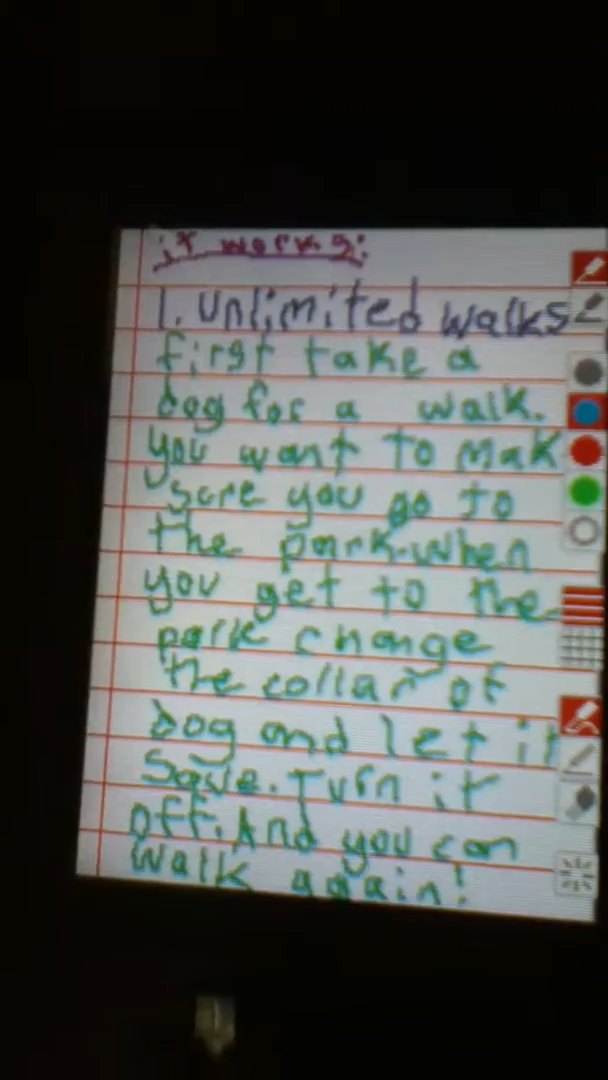 it works:
1. Unlimited walks
first take a
dog for a walk.
you want to mak
sure you go to
the park. When
you get to the
park change
the collar of
dog and let it
save. Turn it
off. And you can
walk again!